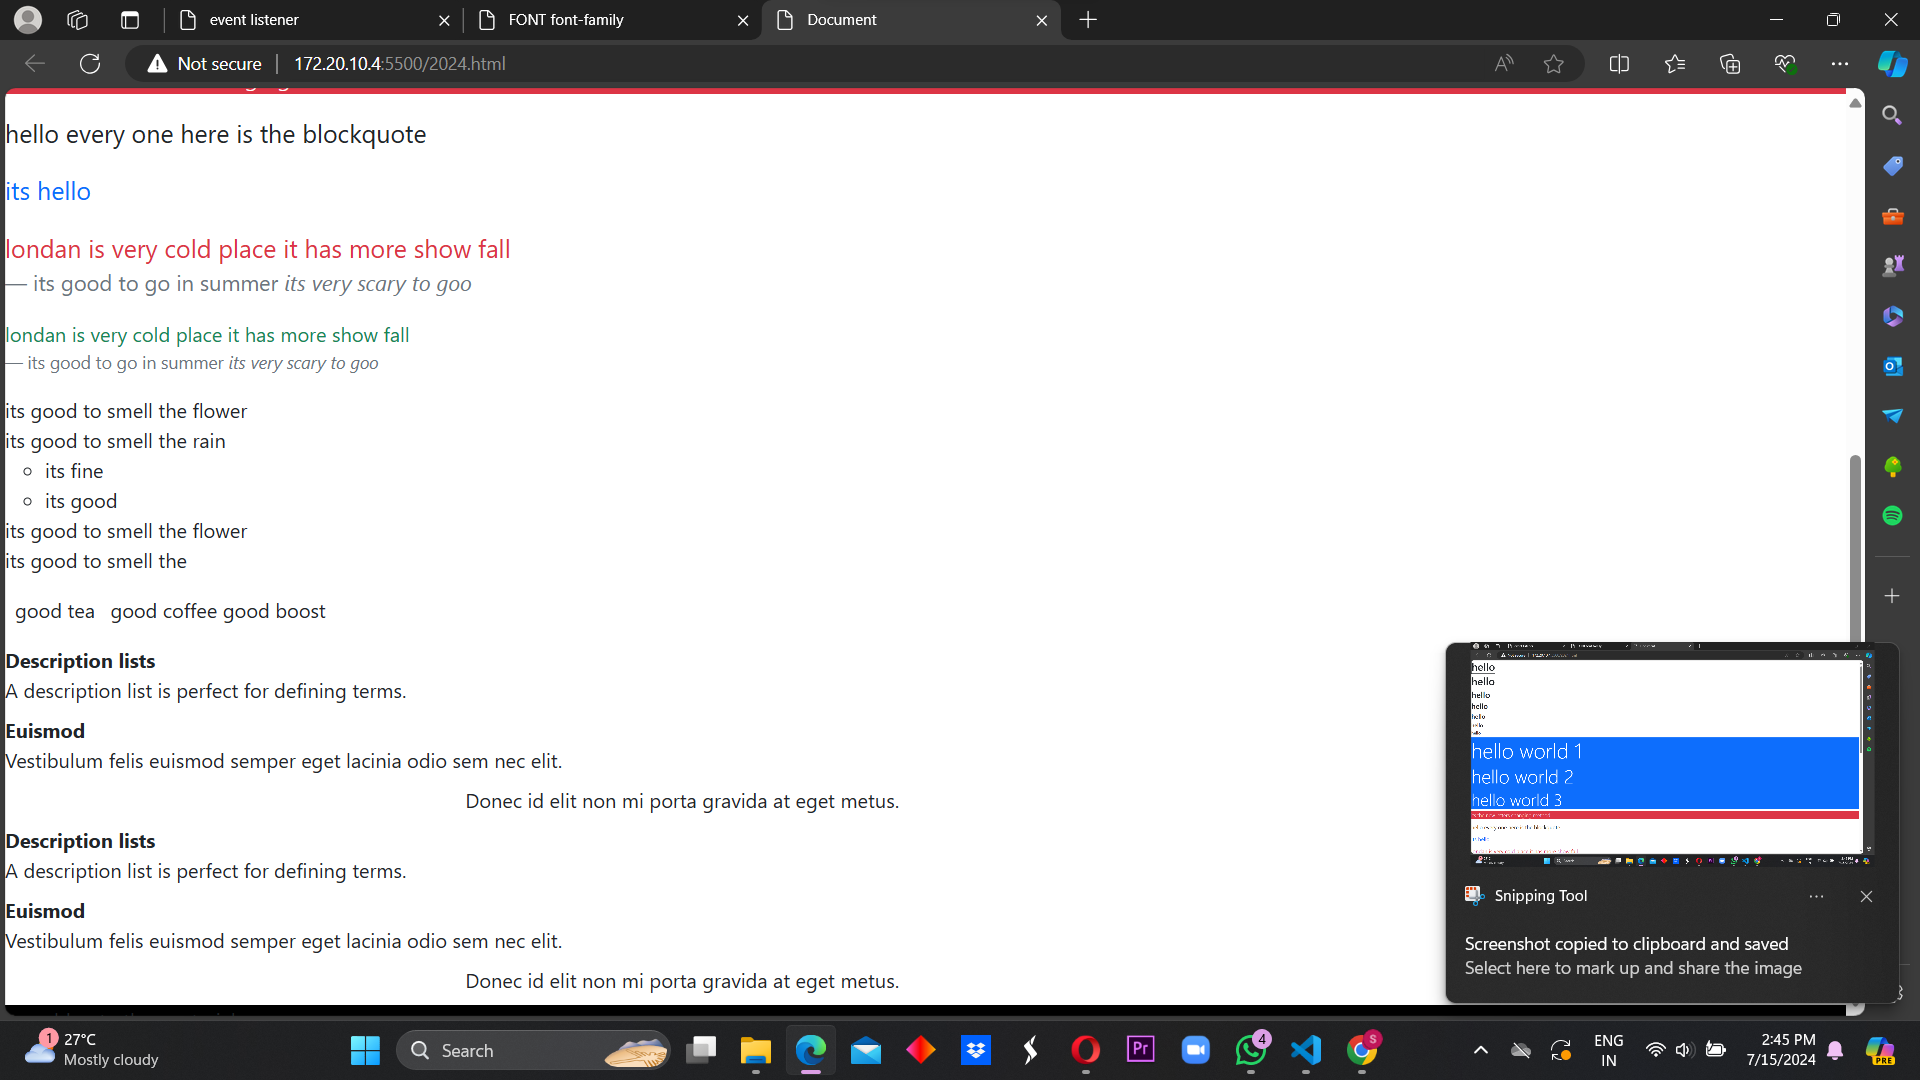 event listener
FONT font-family
Document
Not secure
172.20.10.4:5500/2024.html
hello every one here is the blockquote
its hello
londan is very cold place it has more show fall
— its good to go in summer its very scary to goo
londan is very cold place it has more show fall
— its good to go in summer its very scary to goo
its good to smell the flower
its good to smell the rain
its fine
its good
its good to smell the flower
its good to smell the
good tea good coffee good boost
Description lists
A description list is perfect for defining terms.
Euismod
Vestibulum felis euismod semper eget lacinia odio sem nec elit.
Donec id elit non mi porta gravida at eget metus.
Description lists
A description list is perfect for defining terms.
Euismod
Vestibulum felis euismod semper eget lacinia odio sem nec elit.
Donec id elit non mi porta gravida at eget metus.
hello
hello
hello
hello
hello
hello world 1
hello world 2
hello world 3
Snipping Tool
Screenshot copied to clipboard and saved
Select here to mark up and share the image
1
27°C
Mostly cloudy
Search
Pr
4
S
ENG
IN
2:45 PM
7/15/2024
PRE